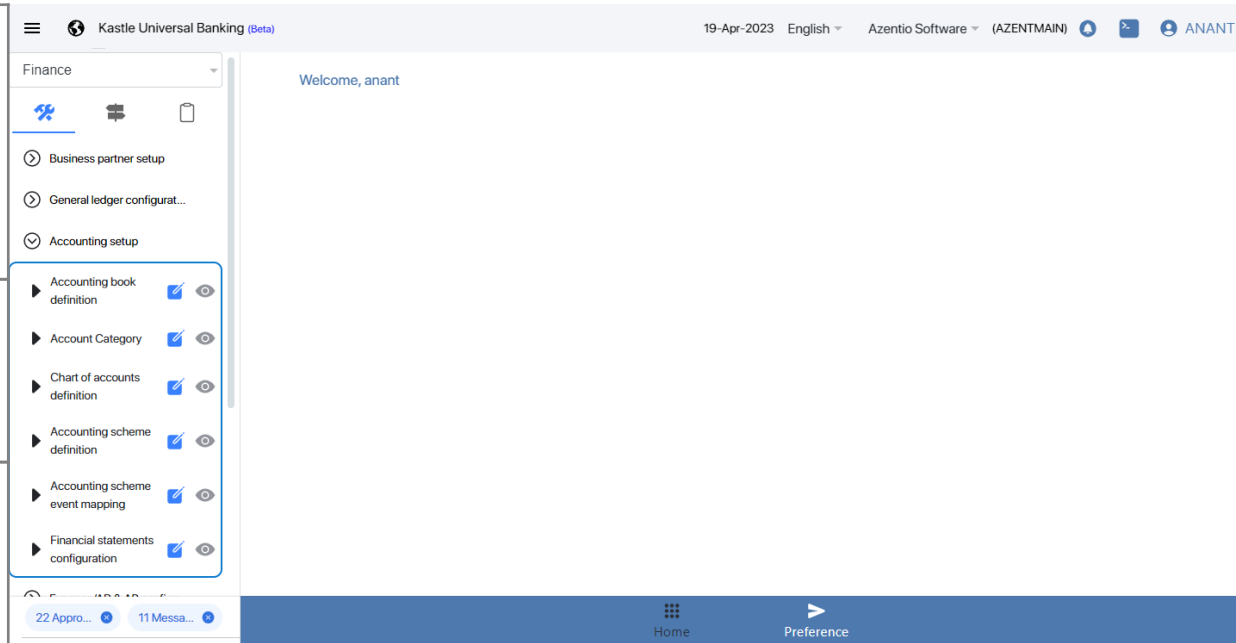 Kastle Universal Banking (Beta)
19-Apr-2023 English Azentio Software (AZENTMAIN) ANANT
Finance
Welcome, anant
Business partner setup
General ledger configurat...
Accounting setup
Accounting book
definition
Account Category
Chart of accounts
definition
Accounting scheme
definition
Accounting scheme
event mapping
Financial statements
configuration
22 Appro... 11 Messa...
Home Preference